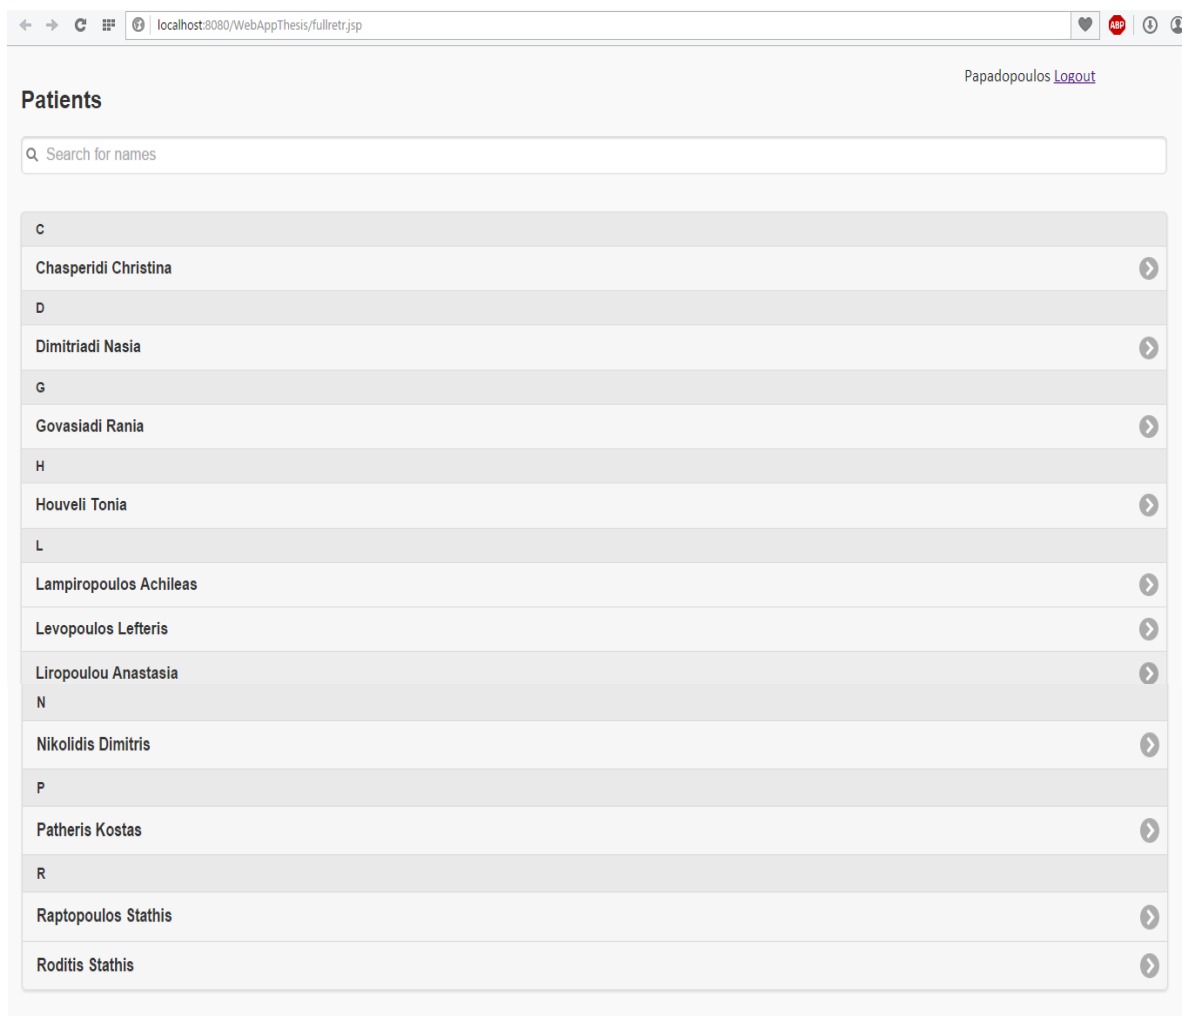 localhost:8080/WebAppThesis/fullretr.jsp
ABP
Papadopoulos Logout
Patients
Search for names
C
Chasperidi Christina
D
Dimitriadi Nasia
G
Govasiadi Rania
H
Houveli Tonia
L
Lampiropoulos Achileas
Levopoulos Lefteris
Liropoulou Anastasia
N
Nikolidis Dimitris
P
Patheris Kostas
R
Raptopoulos Stathis
Roditis Stathis